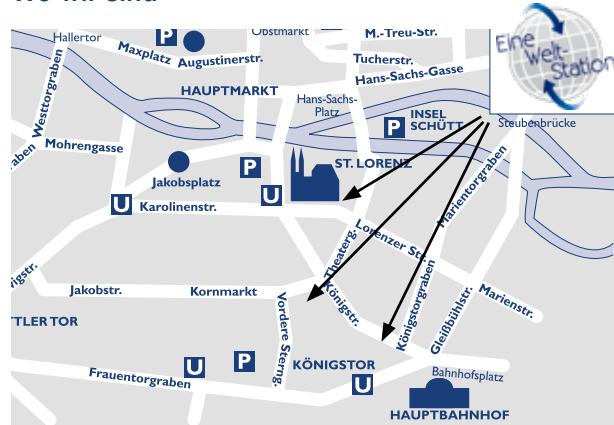 Hallertor
Maxplatz
P
Obstmarkt
M.-Treu-Str.
Augustinerstr.
Tucherstr.
Hans-Sachs-Gasse
Eine
Welt-
Station
HAUPTMARKT
Westtorgraben
Hans-Sachs-
Platz
P
INSEL
SCHÜTT
Steubenbrücke
Mohrengasse
P
ST. LORENZ
Marientorgraben
Jakobsplatz
U
U
Karolinenstr.
Lorenzer Str.
Theaterg.
Jakobstr.
Kornmarkt
Königstr.
Königstorgraben
Gleißbühlstr.
Marienstr.
Vordere Sterng.
TTLER TOR
U
P
KÖNIGSTOR
Frauentorgraben
U
Bahnhofsplatz
HAUPTBAHNHOF